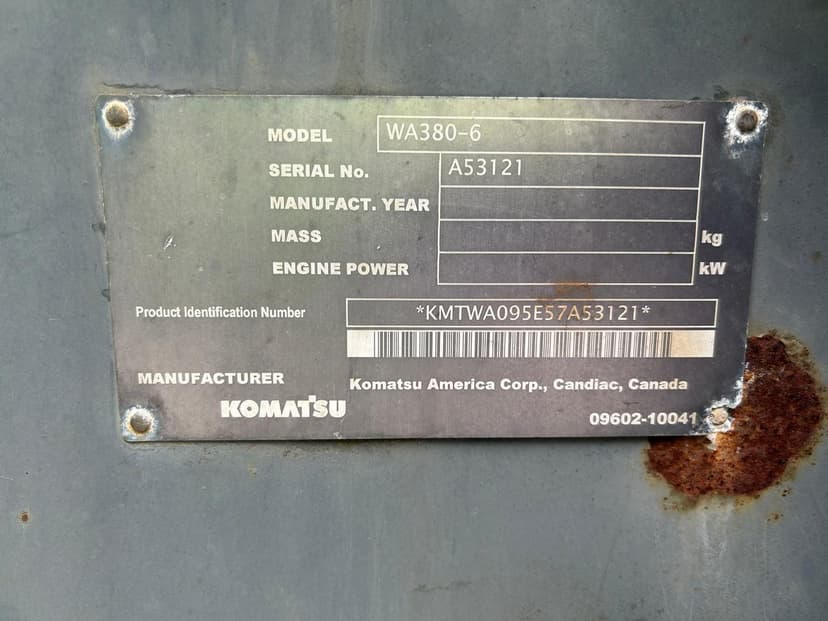 MODEL WA380-6
SERIAL No. A53121
MANUFACT. YEAR
MASS kg
ENGINE POWER kW
Product Identification Number *KMTWA095E57A53121*
MANUFACTURER Komatsu America Corp., Candiac, Canada
KOMATSU 09602-10041